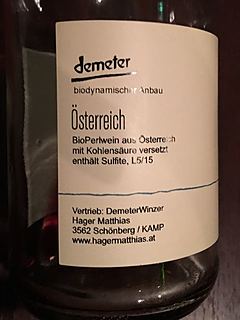 demeter
biodynamischer Anbau
Österreich
BioPerlwein aus Österreich
mit Kohlensäure versetzt
enthält Sulfite, L5/15
Vertrieb: DemeterWinzer
Hager Matthias
3562 Schönberg / KAMP
www.hagermatthias.at